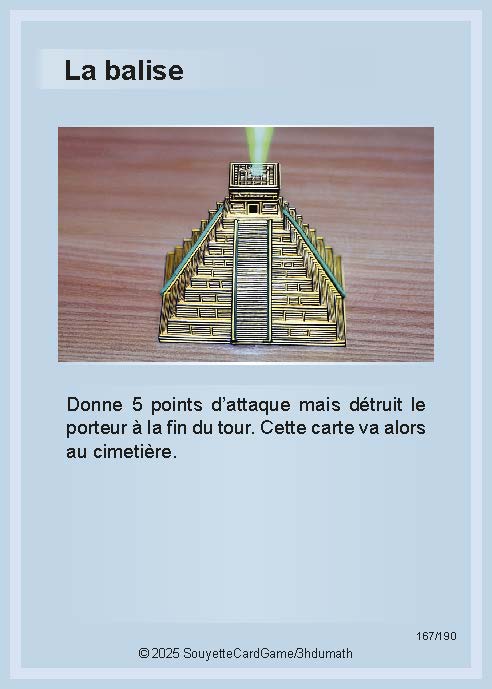 La balise
Donne 5 points d’attaque mais détruit le
porteur à la fin du tour. Cette carte va alors
au cimetière.
167/190
© 2025 SouyetteCardGame/3hdumath